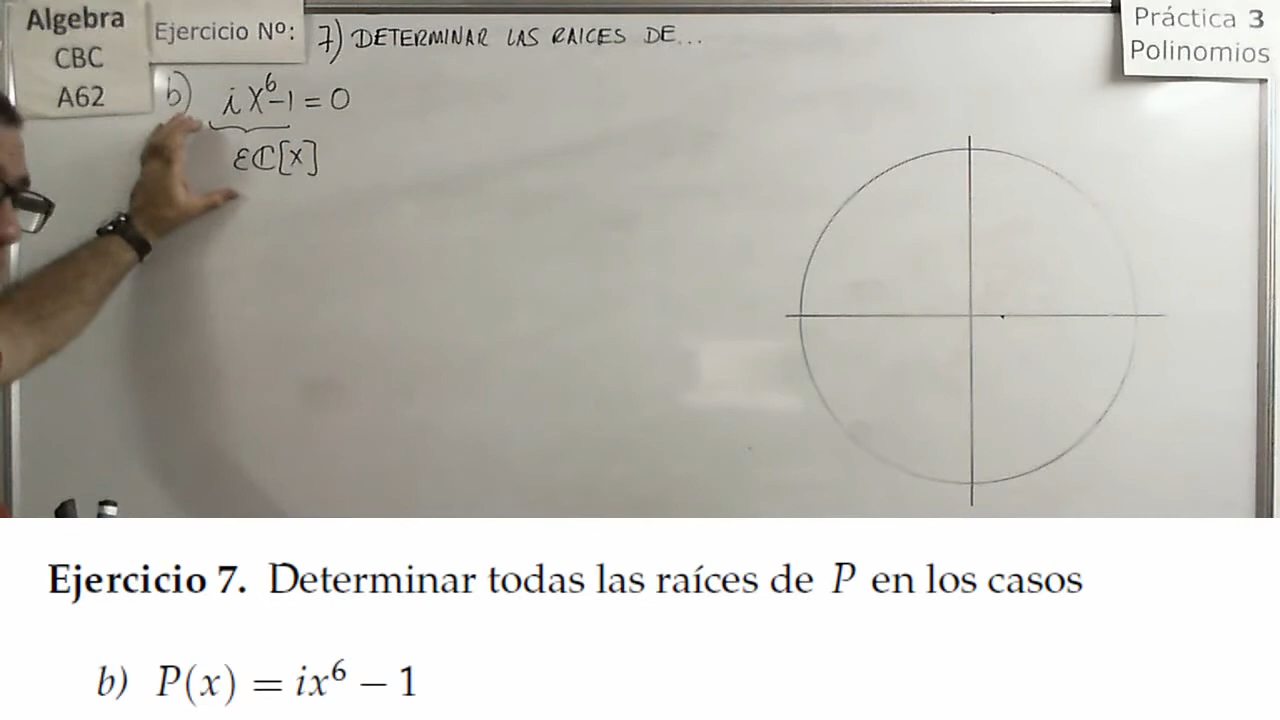 Algebra
CBC
A62
Ejercicio Nº:
7) DETERMINAR LAS RAICES DE...
Práctica 3
Polinomios
b) iX⁶-1=0
εℂ[x]
Ejercicio 7. Determinar todas las raíces de P en los casos
b) P(x) = ix⁶ − 1